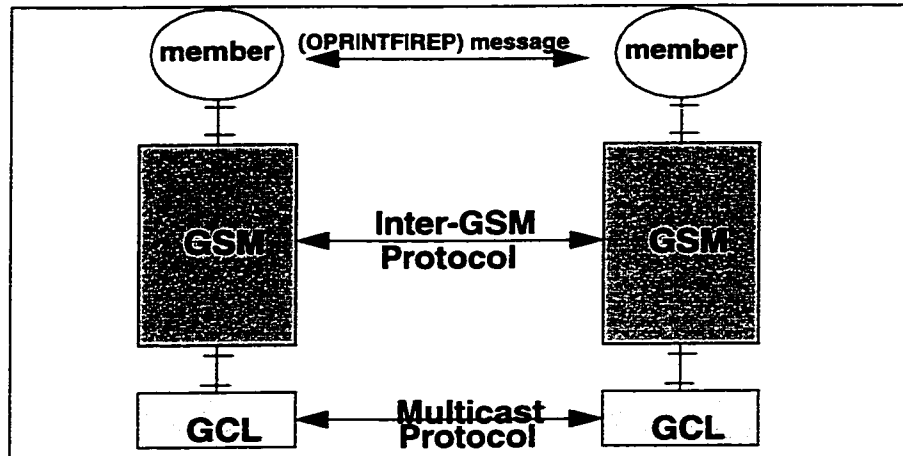 member (OPRINTFIREP) message member
GSM Inter-GSM Protocol GSM
GCL Multicast Protocol GCL